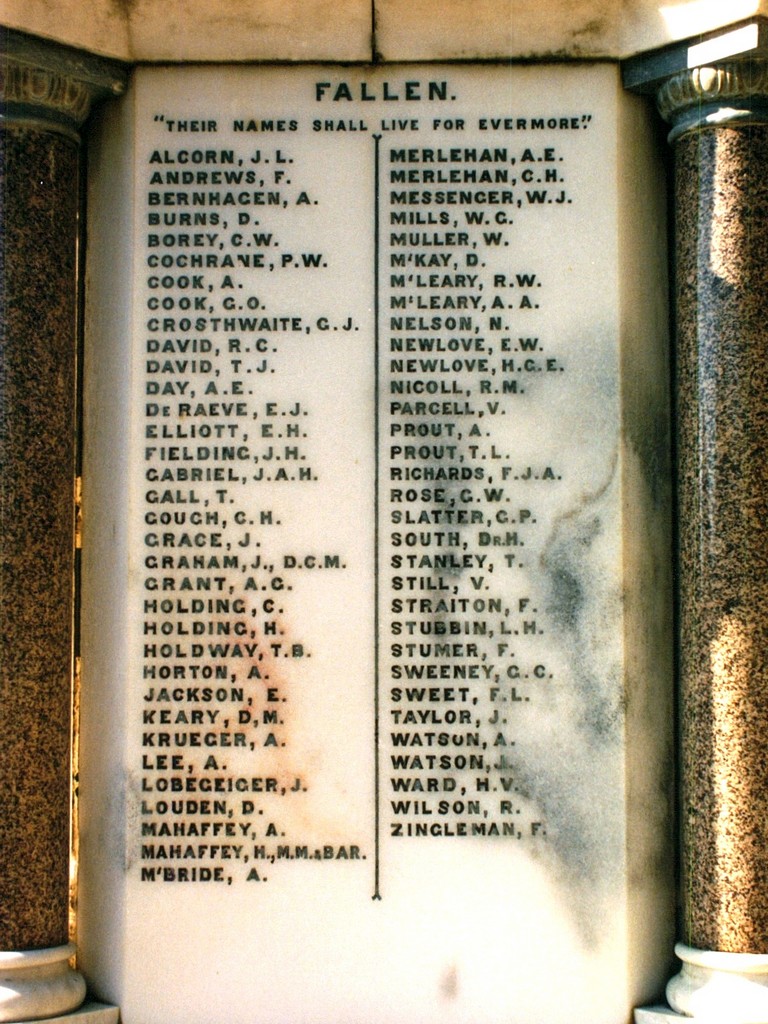 FALLEN.
"THEIR NAMES SHALL LIVE FOR EVERMORE."
ALCORN, J. L.
ANDREWS, F.
BERNHAGEN, A.
BURNS, D.
BOREY, C.W.
COCHRANE, P.W.
COOK, A.
COOK, G.O.
CROSTHWAITE, G.J.
DAVID, R.C.
DAVID, T.J.
DAY, A.E.
DE RAEVE, E.J.
ELLIOTT, E.H.
FIELDING, J.H.
GABRIEL, J.A.H.
GALL, T.
GOUGH, C.H.
GRACE, J.
GRAHAM, J., D.C.M.
GRANT, A.G.
HOLDING, C.
HOLDING, H.
HOLDWAY, T.B.
HORTON, A.
JACKSON, E.
KEARY, D.M.
KRUEGER, A.
LEE, A.
LOBEGEIGER, J.
LOUDEN, D.
MAHAFFEY, A.
MAHAFFEY, H., M.M. & BAR.
M'BRIDE, A.
MERLEHAN, A.E.
MERLEHAN, C.H.
MESSENGER, W.J.
MILLS, W.G.
MULLER, W.
M'KAY, D.
M'LEARY, R.W.
M'LEARY, A.A.
NELSON, N.
NEWLOVE, E.W.
NEWLOVE, H.G.E.
NICOLL, R.M.
PARCELL, V.
PROUT, A.
PROUT, T.L.
RICHARDS, F.J.A.
ROSE, G.W.
SLATTER, G.P.
SOUTH, DR. H.
STANLEY, T.
STILL, V.
STRAITON, F.
STUBBIN, L.H.
STUMER, F.
SWEENEY, G.C.
SWEET, F.L.
TAYLOR, J.
WATSON, A.
WATSON, J.
WARD, H.V.
WILSON, R.
ZINGLEMAN, F.